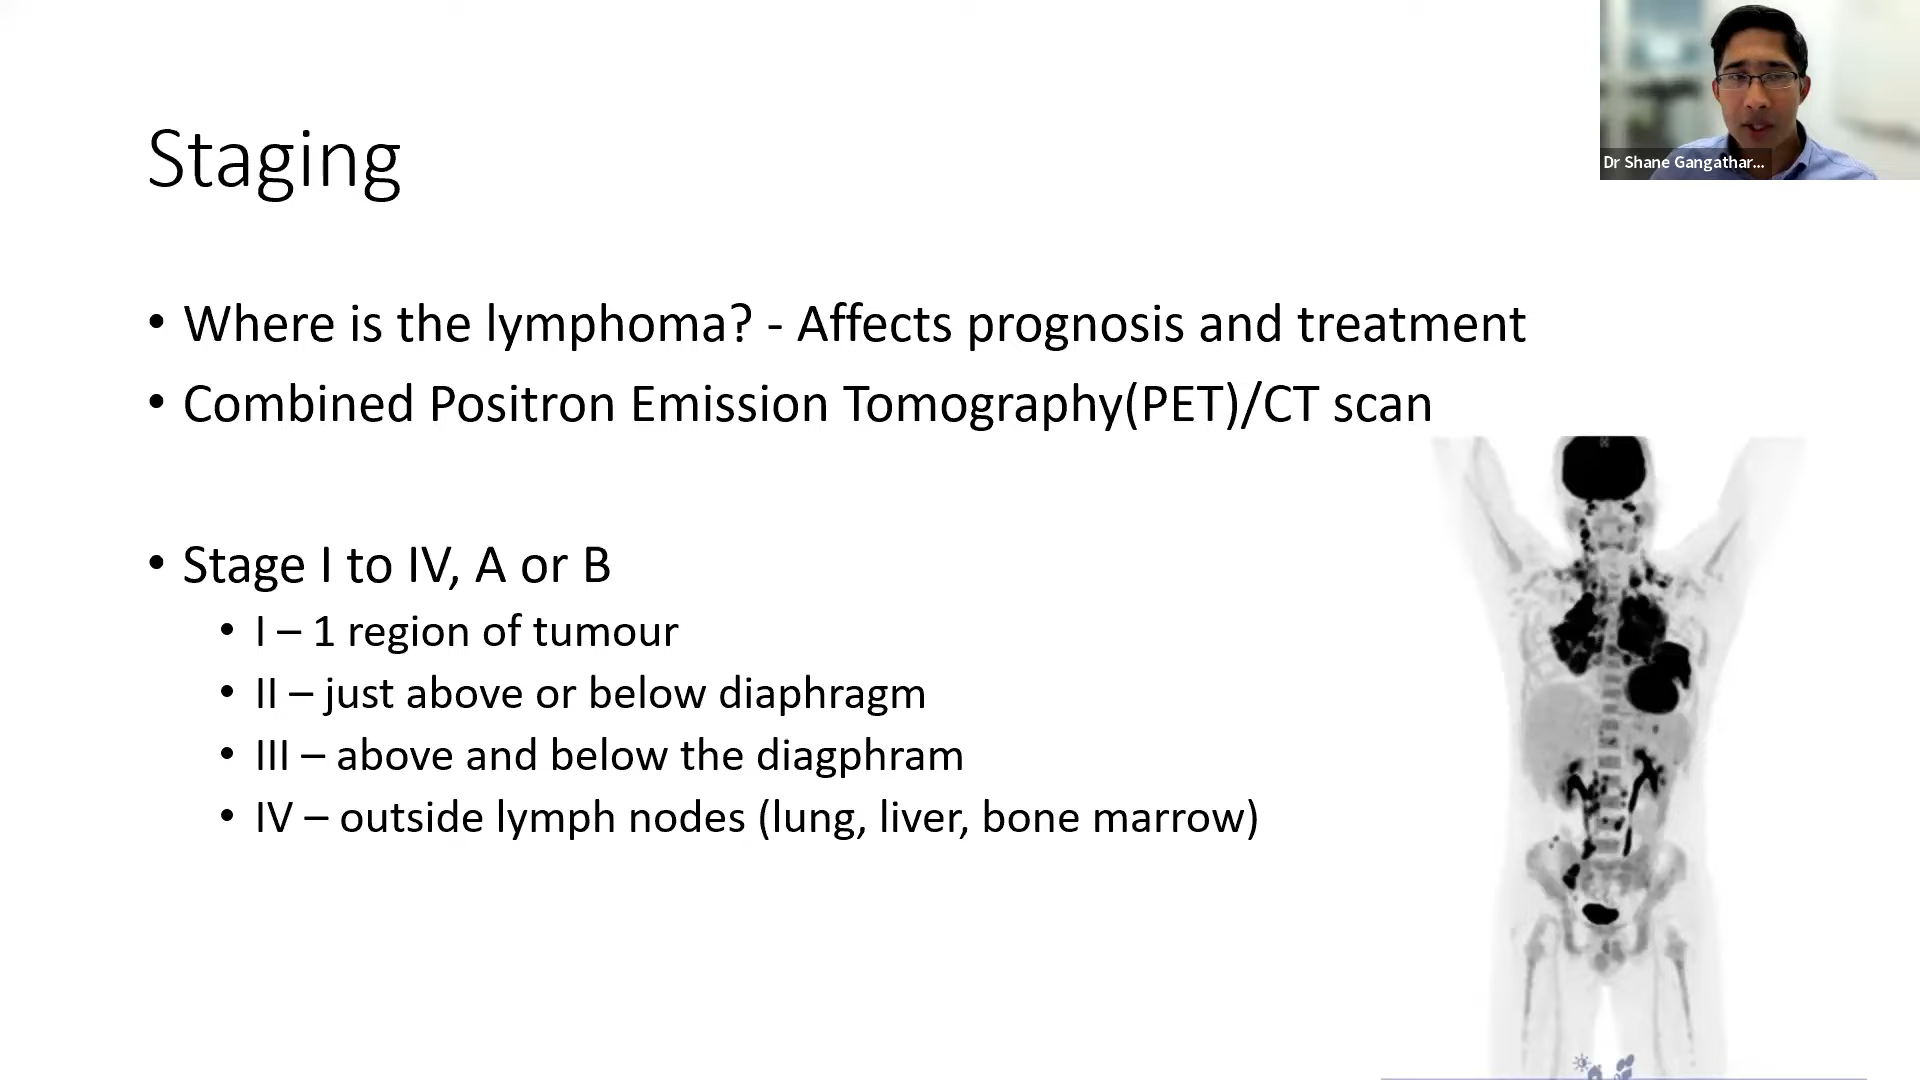 Dr Shane Gangathar...
Staging
• Where is the lymphoma? - Affects prognosis and treatment
• Combined Positron Emission Tomography(PET)/CT scan
• Stage I to IV, A or B
• I – 1 region of tumour
• II – just above or below diaphragm
• III – above and below the diagphram
• IV – outside lymph nodes (lung, liver, bone marrow)